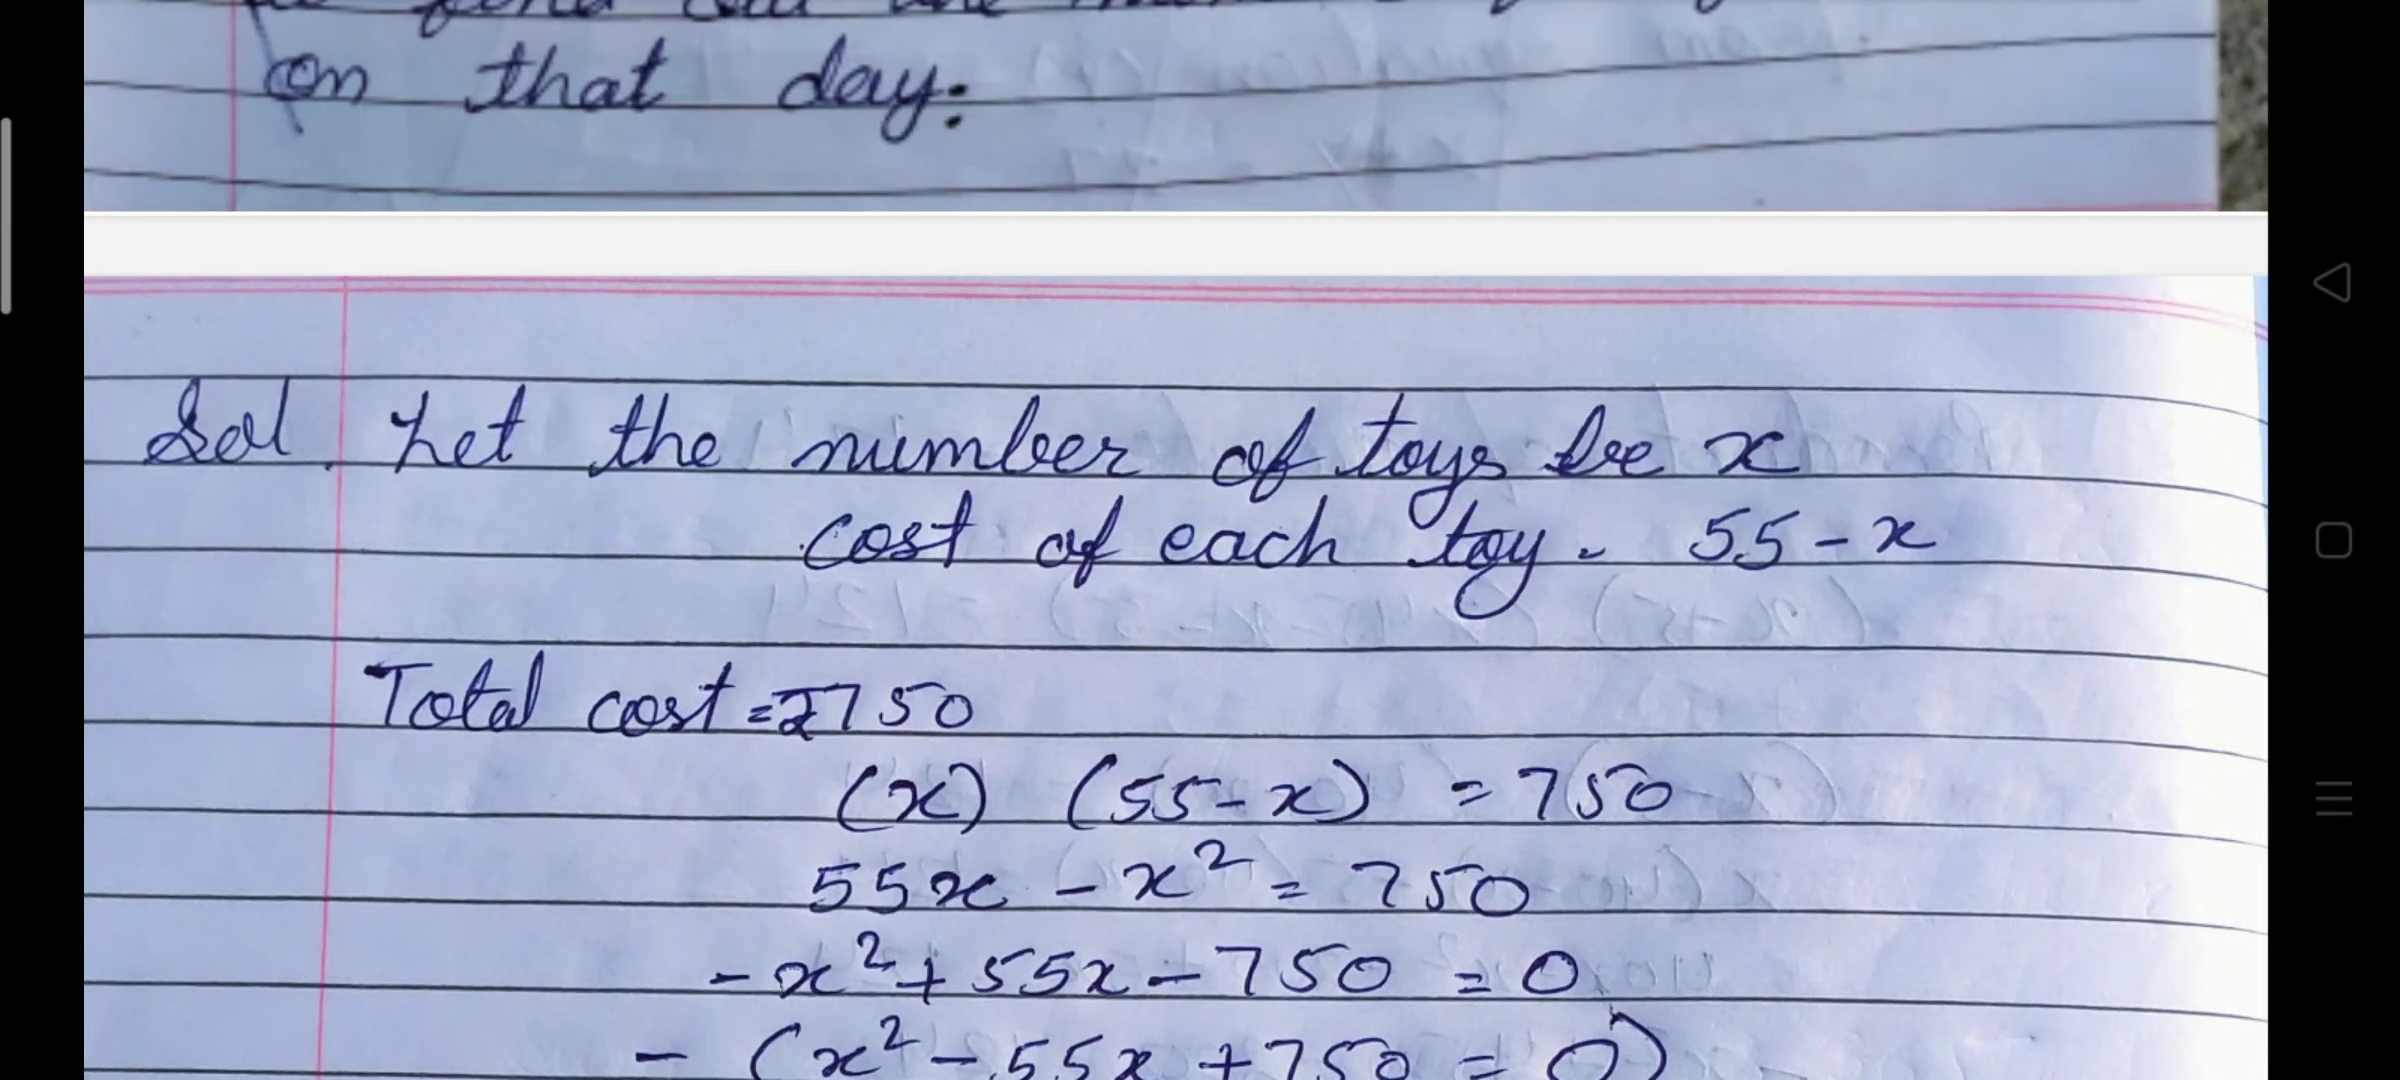 on that day:
Sol. Let the number of toys be x
cost of each toy = 55 - x
Total cost = ₹750
(x) (55 - x) = 750
55x - x² = 750
- x² + 55x - 750 = 0
- (x² - 55x + 750 = 0)